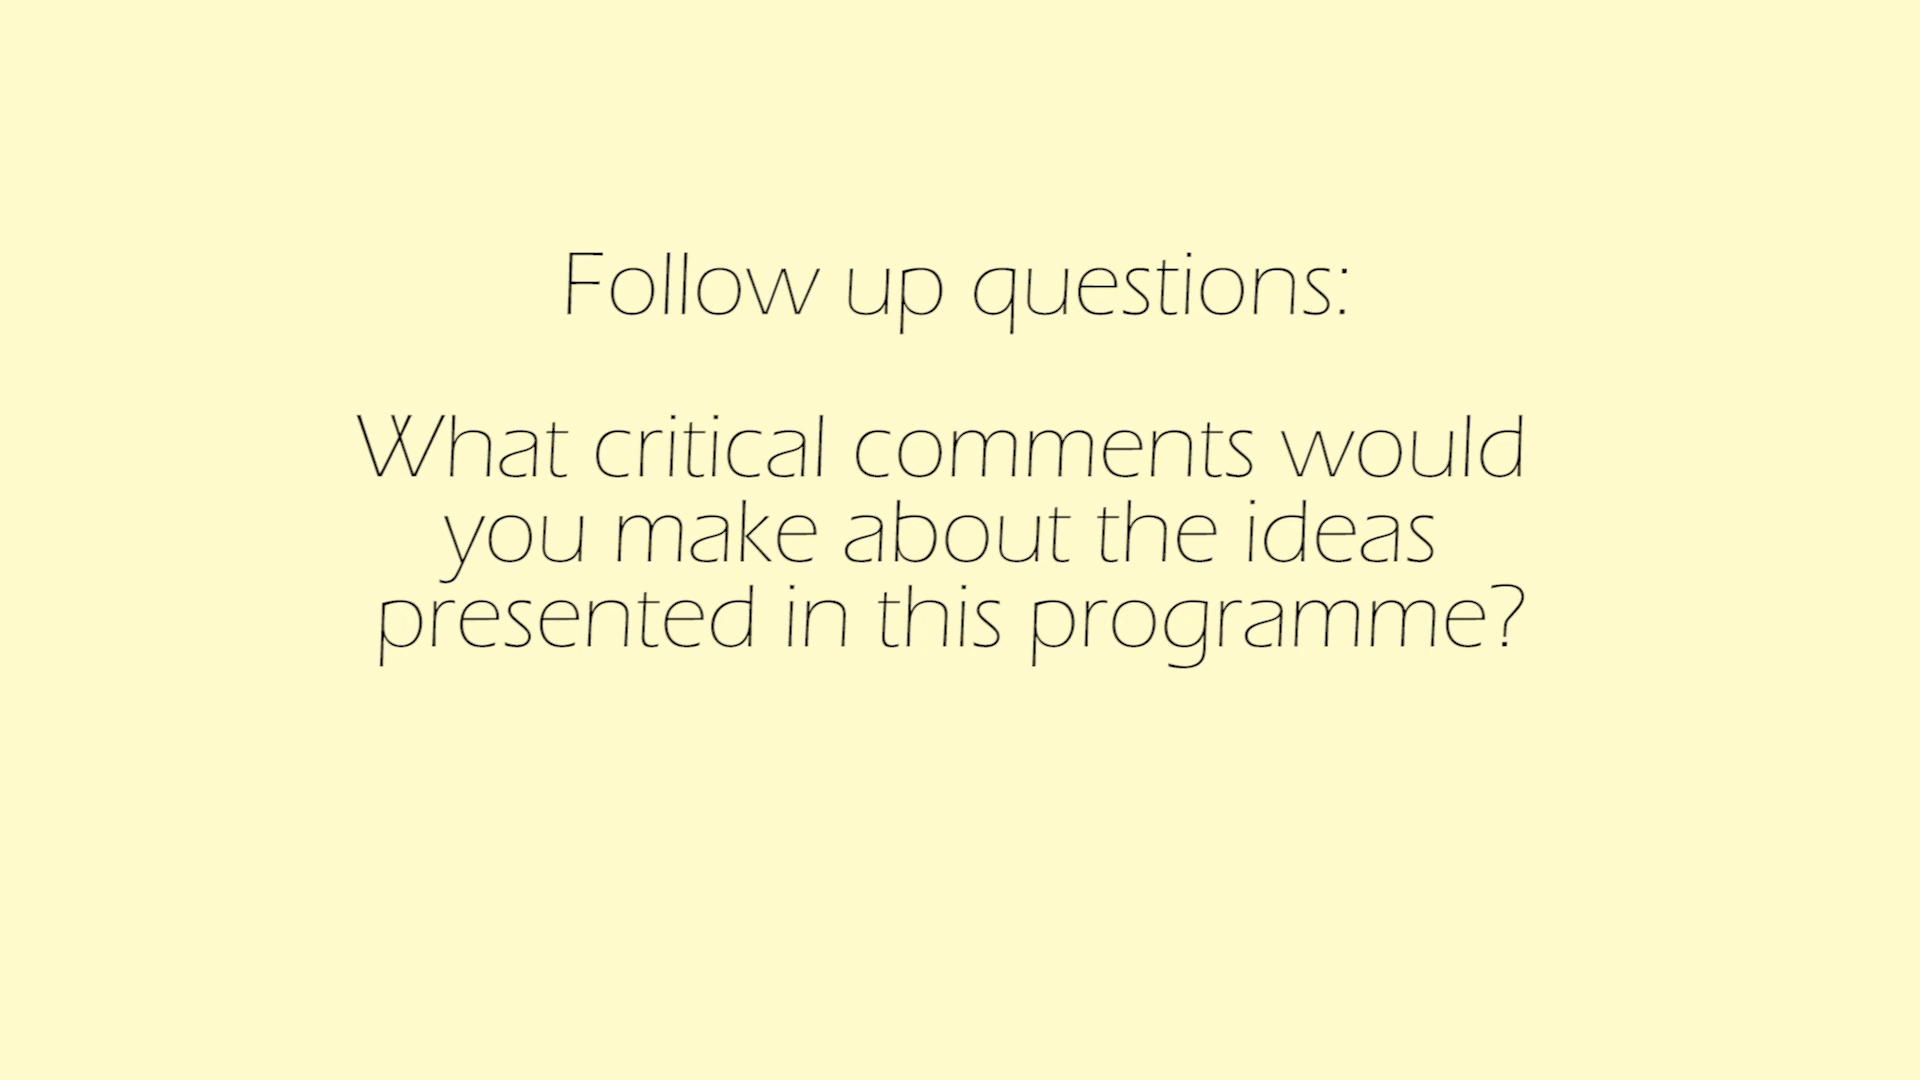 Follow up questions:
What critical comments would
you make about the ideas
presented in this programme?